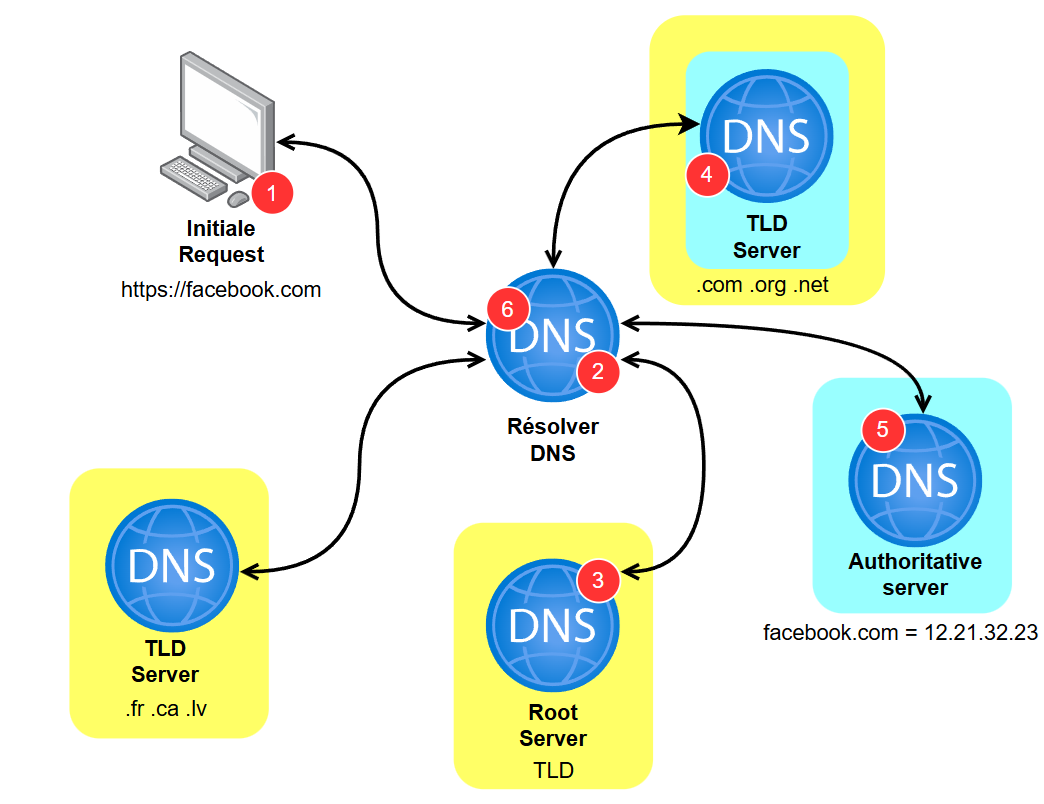 1
Initiale
Request
https://facebook.com
DNS
4
TLD
Server
.com .org .net
6
DNS
2
Résolver
DNS
5
DNS
Authoritative
server
facebook.com = 12.21.32.23
DNS
TLD
Server
.fr .ca .lv
3
DNS
Root
Server
TLD